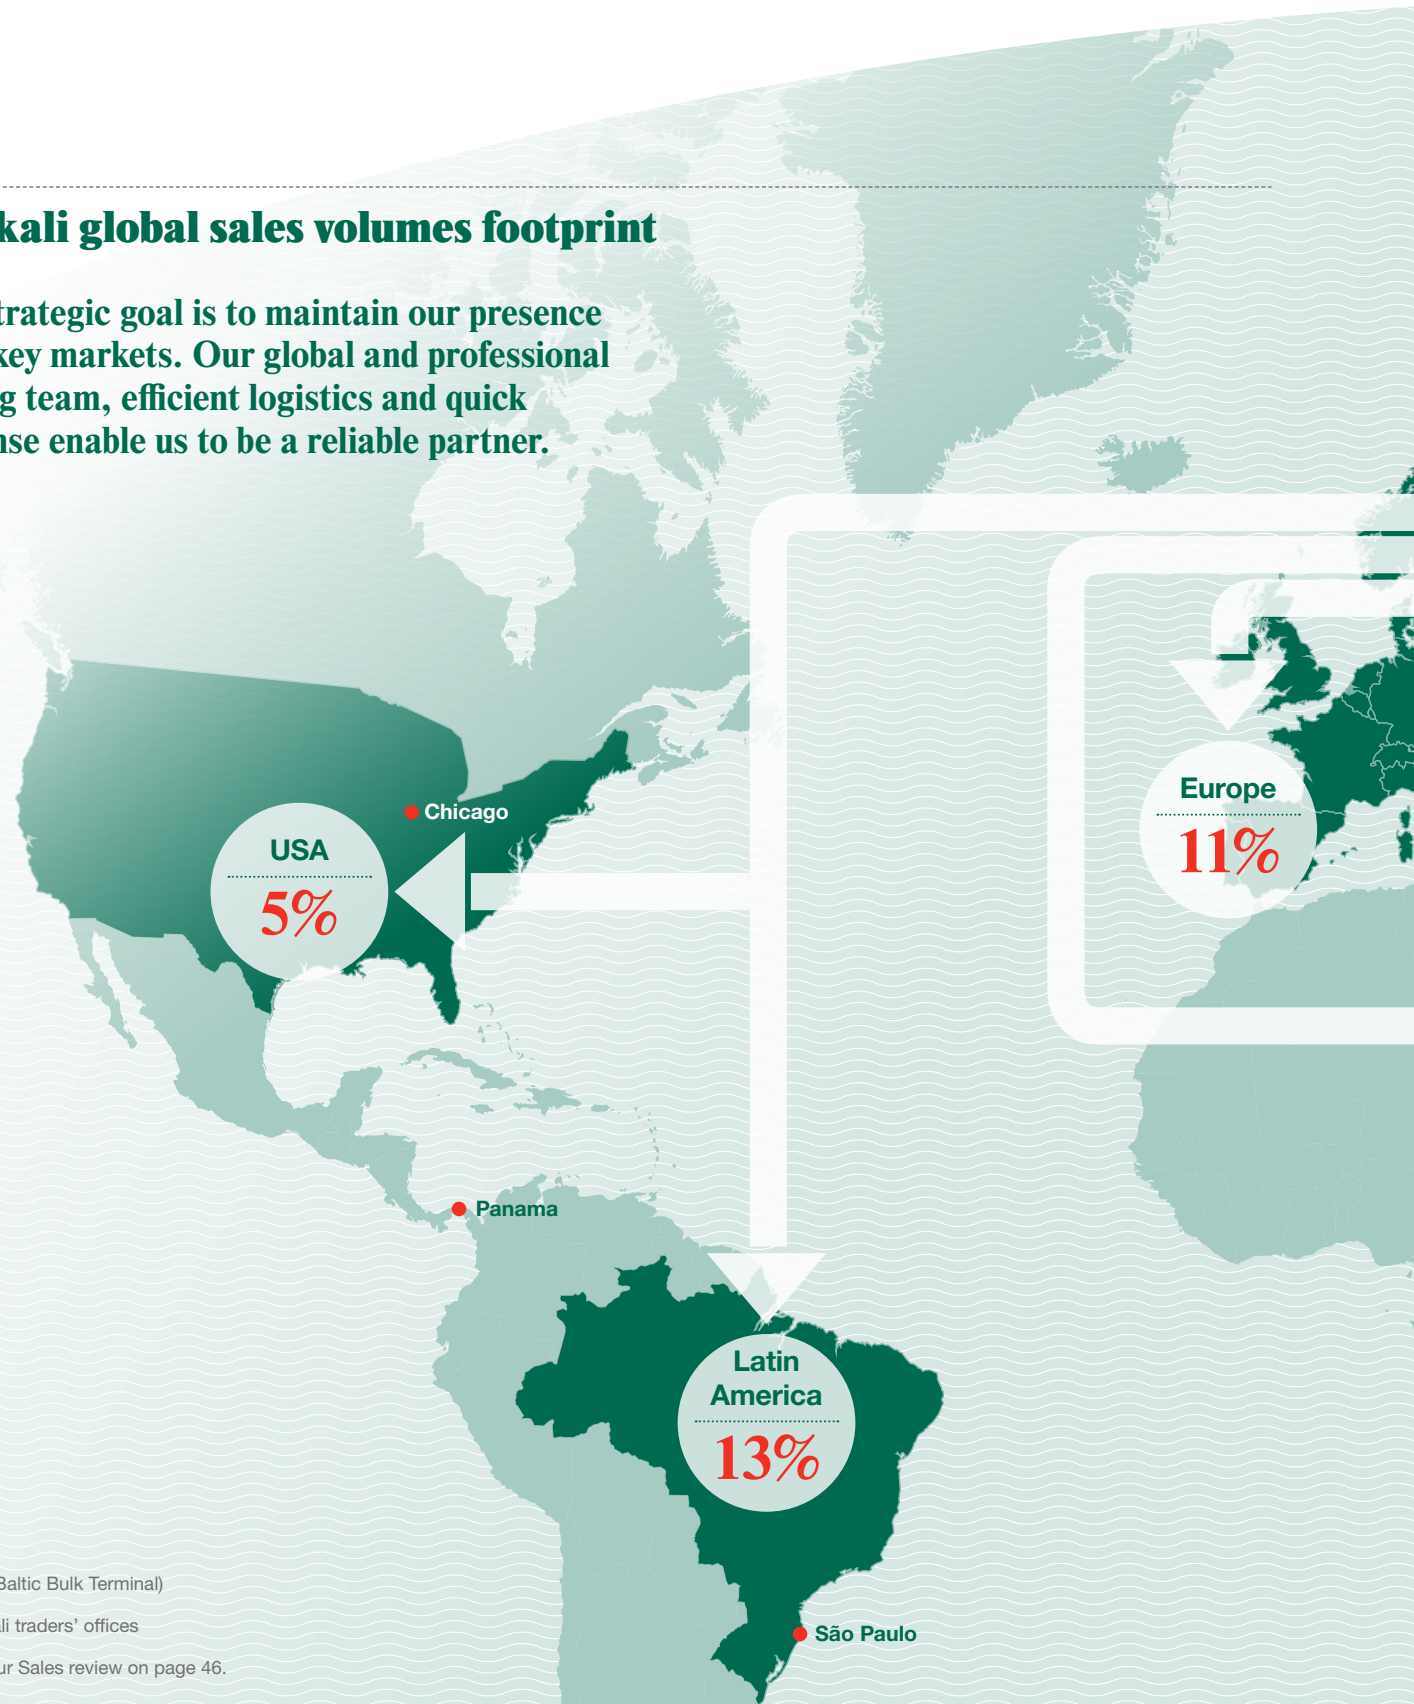 kali global sales volumes footprint
trategic goal is to maintain our presence
key markets. Our global and professional
g team, efficient logistics and quick
nse enable us to be a reliable partner.
Chicago
USA
5%
Europe
11%
Panama
Latin
America
13%
São Paulo
Baltic Bulk Terminal)
li traders’ offices
ur Sales review on page 46.